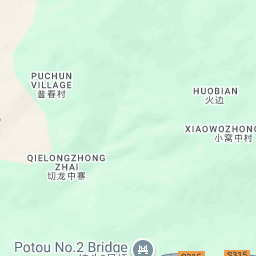 PUCHUN
VILLAGE
普春村
HUOBIAN
火边
XIAOWOZHONG
小窝中村
QIELONGZHONG
ZHAI
切龙中寨
Potou No.2 Bridge
S315